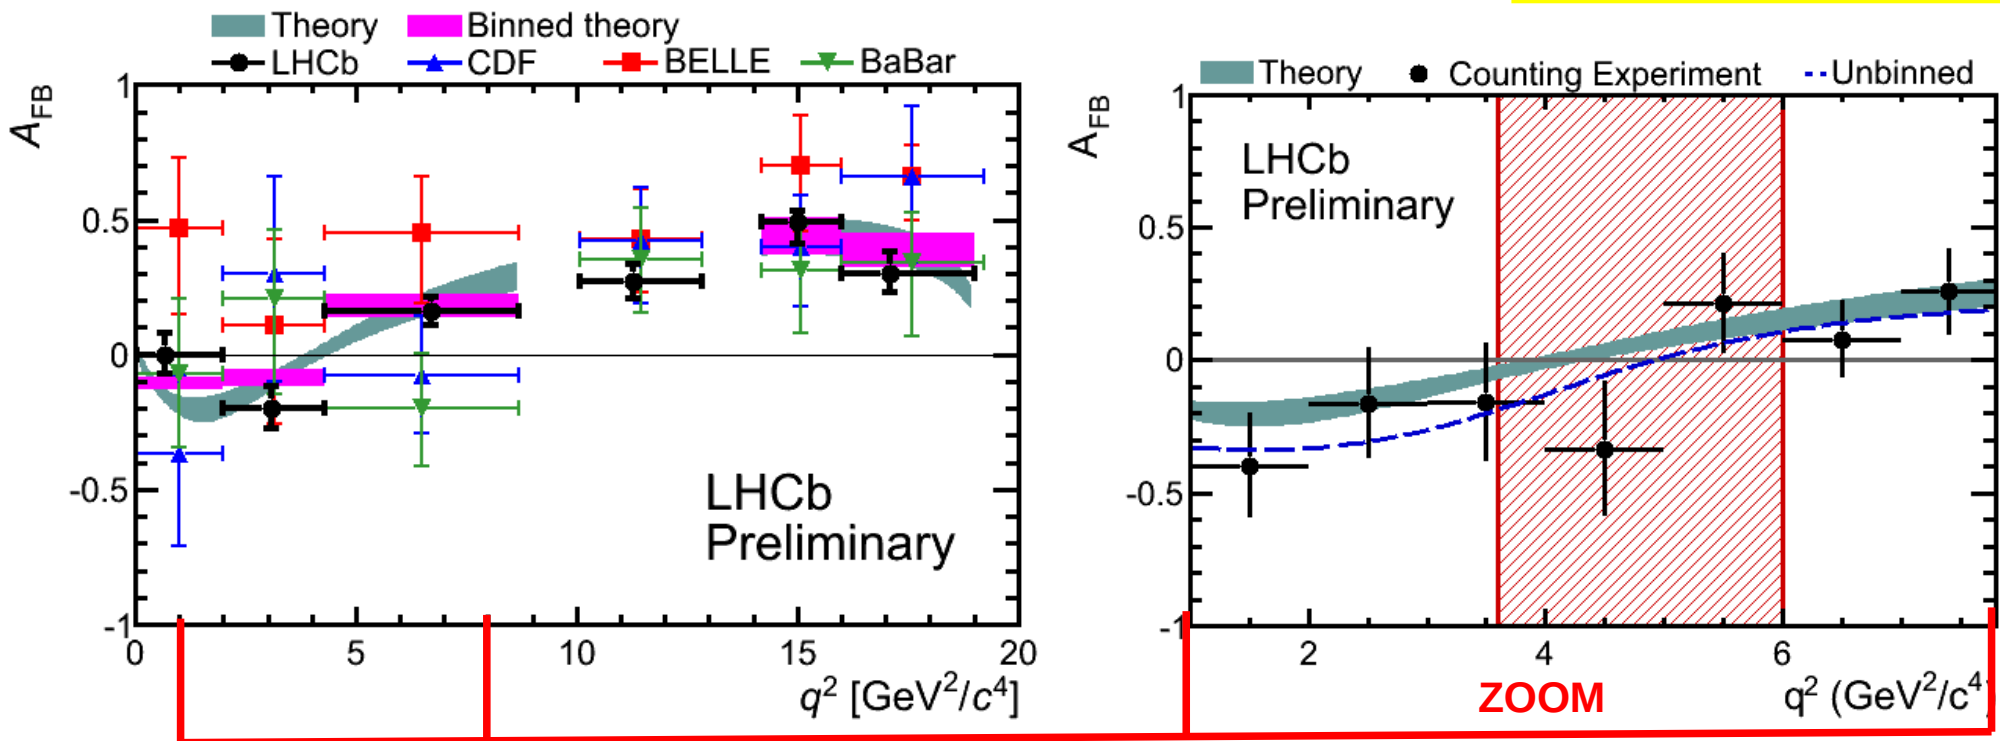 Theory Binned theory
LHCb CDF BELLE BaBar
A_FB
1
0.5
0
-0.5
-1
LHCb
Preliminary
0 5 10 15 20
q² [GeV²/c⁴]
Theory Counting Experiment Unbinned
A_FB
1
0.5
0
-0.5
-1
LHCb
Preliminary
2 4 6
ZOOM
q² (GeV²/c⁴)